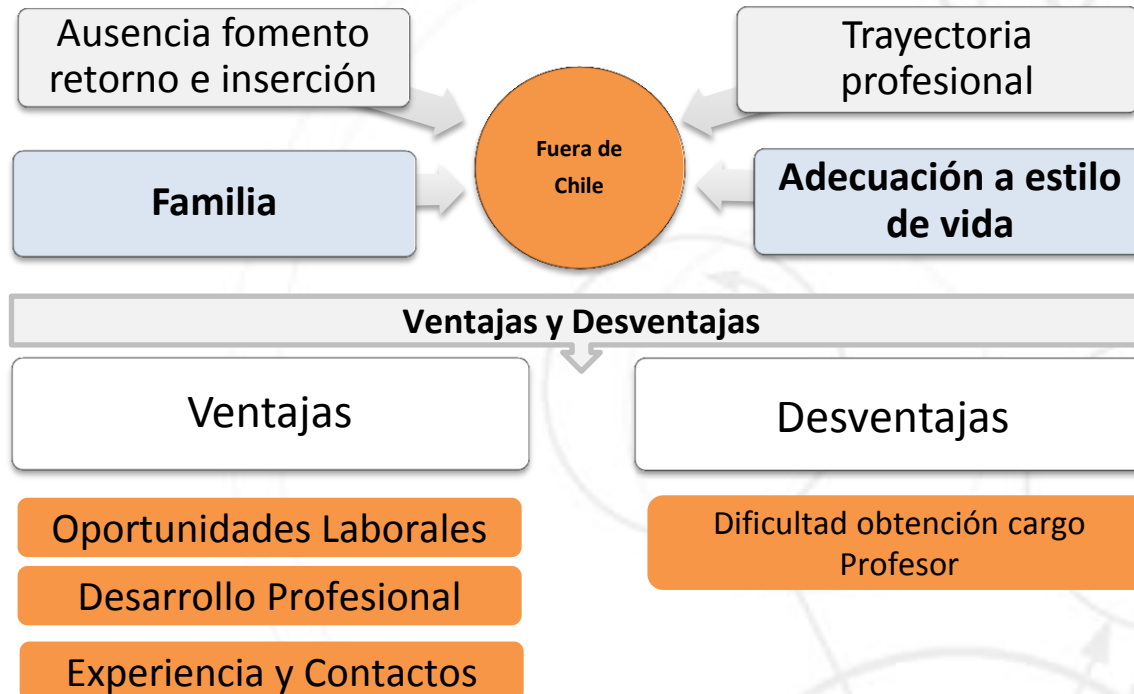 Ausencia fomento
retorno e inserción
Trayectoria
profesional
Fuera de
Chile
Familia
Adecuación a estilo
de vida
Ventajas y Desventajas
Ventajas
Desventajas
Oportunidades Laborales
Dificultad obtención cargo
Profesor
Desarrollo Profesional
Experiencia y Contactos